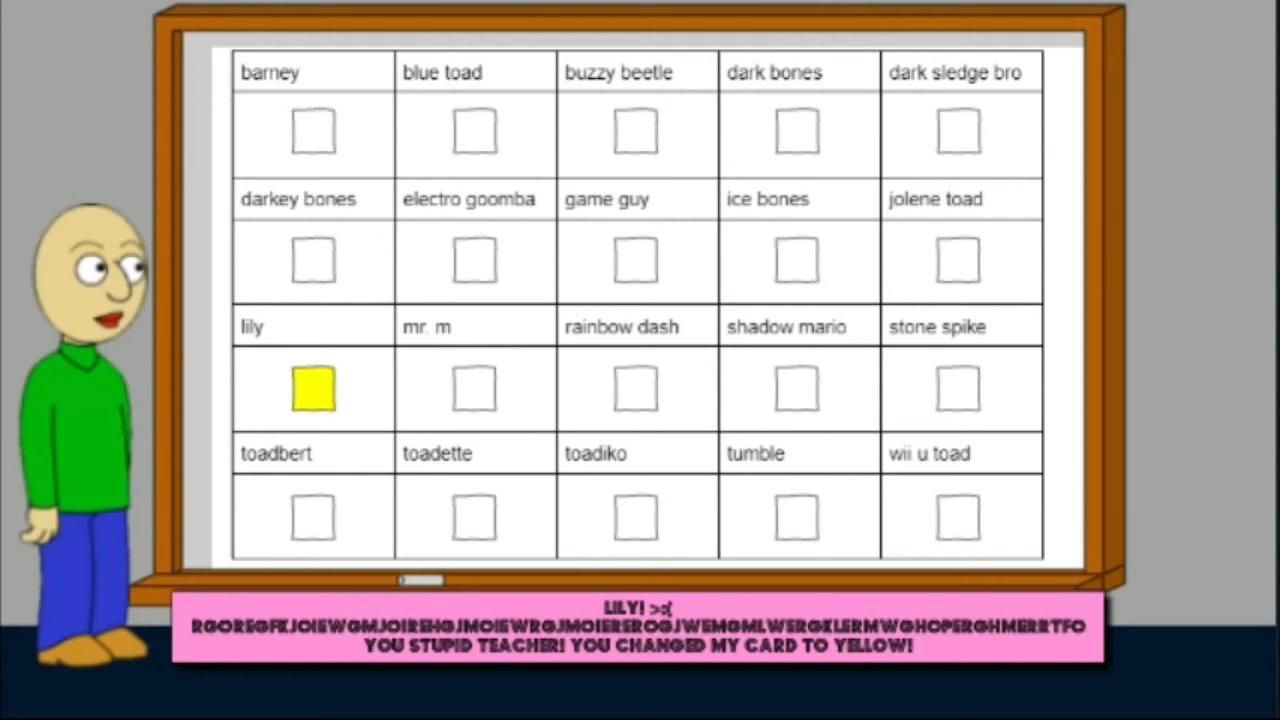 barney blue toad buzzy beetle dark bones dark sledge bro
darkey bones electro goomba game guy ice bones jolene toad
lily mr. m rainbow dash shadow mario stone spike
toadbert toadette toadiko tumble wii u toad
LILY! >:(
YOU STUPID TEACHER! YOU CHANGED MY CARD TO YELLOW!